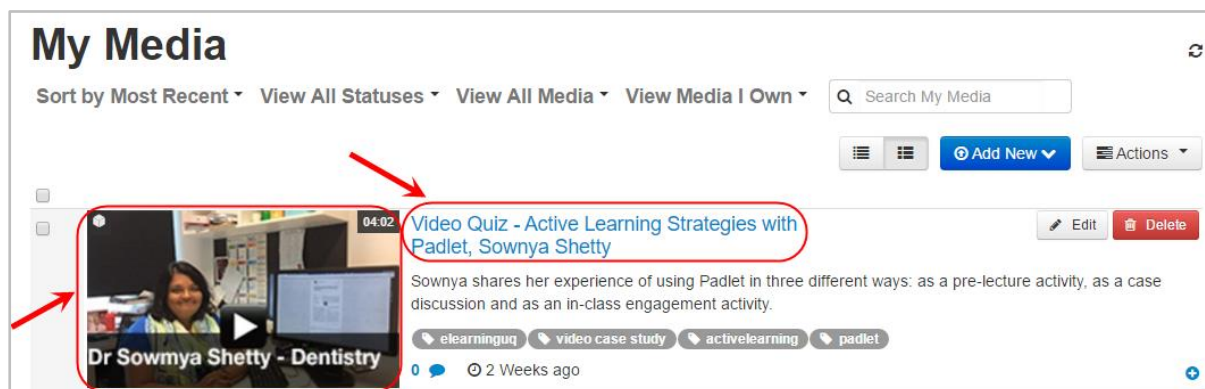 My Media
Sort by Most Recent View All Statuses View All Media View Media I Own Search My Media
Add New Actions
04:02
Video Quiz - Active Learning Strategies with
Padlet, Sownya Shetty
Edit Delete
Sownya shares her experience of using Padlet in three different ways: as a pre-lecture activity, as a case
discussion and as an in-class engagement activity.
Dr Sowmya Shetty - Dentistry
elearninguq video case study activelearning padlet
0 2 Weeks ago